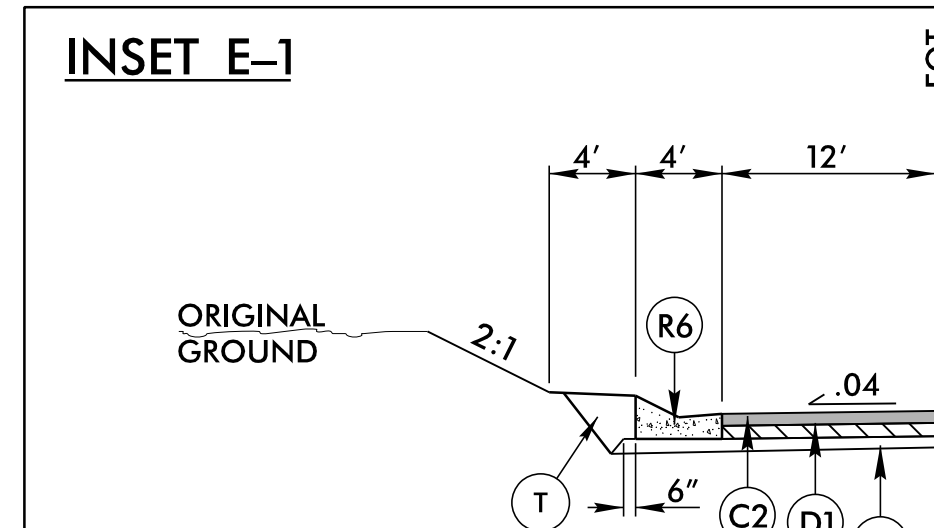 INSET E–1
4' 4' 12'
ORIGINAL
GROUND
2:1
R6
.04
T
6"
C2
D1